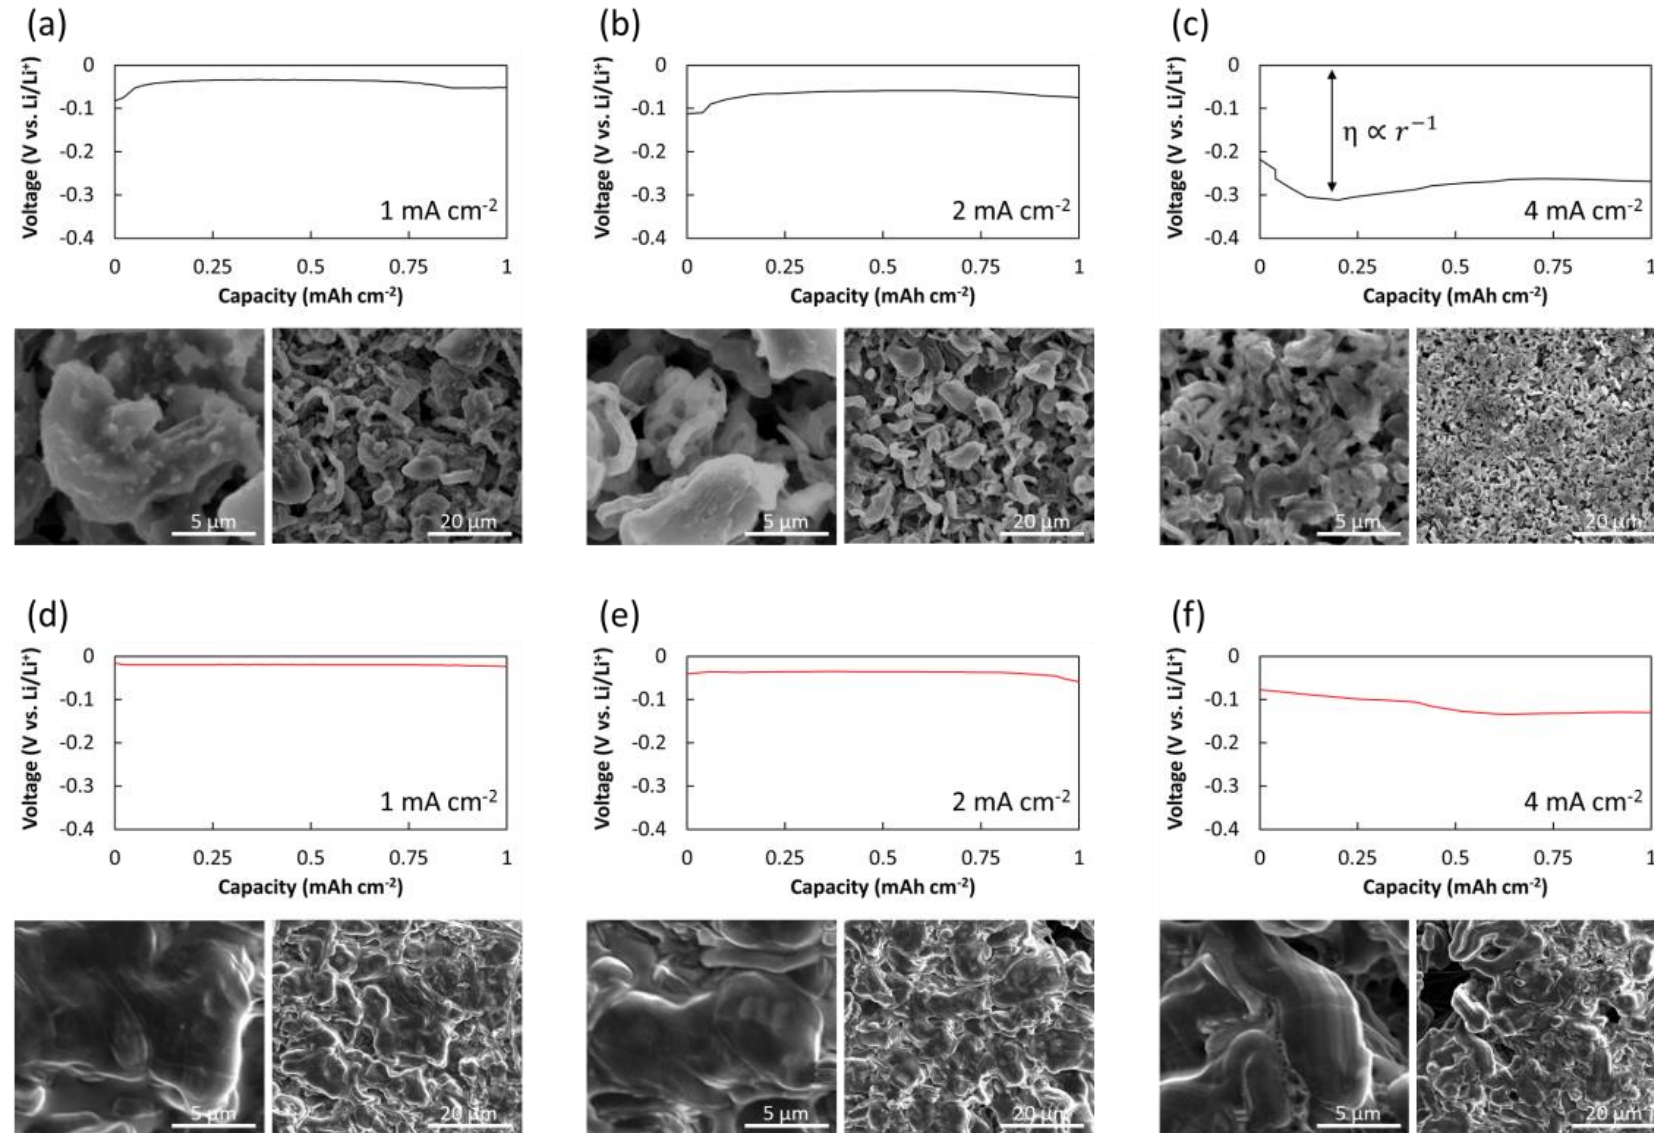 (a)
(b)
(c)
0
-0.1
-0.2
-0.3
-0.4
Voltage (V vs. Li/Li⁺)
1 mA cm⁻²
0 0.25 0.5 0.75 1
Capacity (mAh cm⁻²)
0
-0.1
-0.2
-0.3
-0.4
Voltage (V vs. Li/Li⁺)
2 mA cm⁻²
0 0.25 0.5 0.75 1
Capacity (mAh cm⁻²)
0
-0.1
-0.2
-0.3
-0.4
Voltage (V vs. Li/Li⁺)
η ∝ r⁻¹
4 mA cm⁻²
0 0.25 0.5 0.75 1
Capacity (mAh cm⁻²)
5 µm
20 µm
5 µm
20 µm
5 µm
20 µm
(d)
(e)
(f)
0
-0.1
-0.2
-0.3
-0.4
Voltage (V vs. Li/Li⁺)
1 mA cm⁻²
0 0.25 0.5 0.75 1
Capacity (mAh cm⁻²)
0
-0.1
-0.2
-0.3
-0.4
Voltage (V vs. Li/Li⁺)
2 mA cm⁻²
0 0.25 0.5 0.75 1
Capacity (mAh cm⁻²)
0
-0.1
-0.2
-0.3
-0.4
Voltage (V vs. Li/Li⁺)
4 mA cm⁻²
0 0.25 0.5 0.75 1
Capacity (mAh cm⁻²)
5 µm
20 µm
5 µm
20 µm
5 µm
20 µm